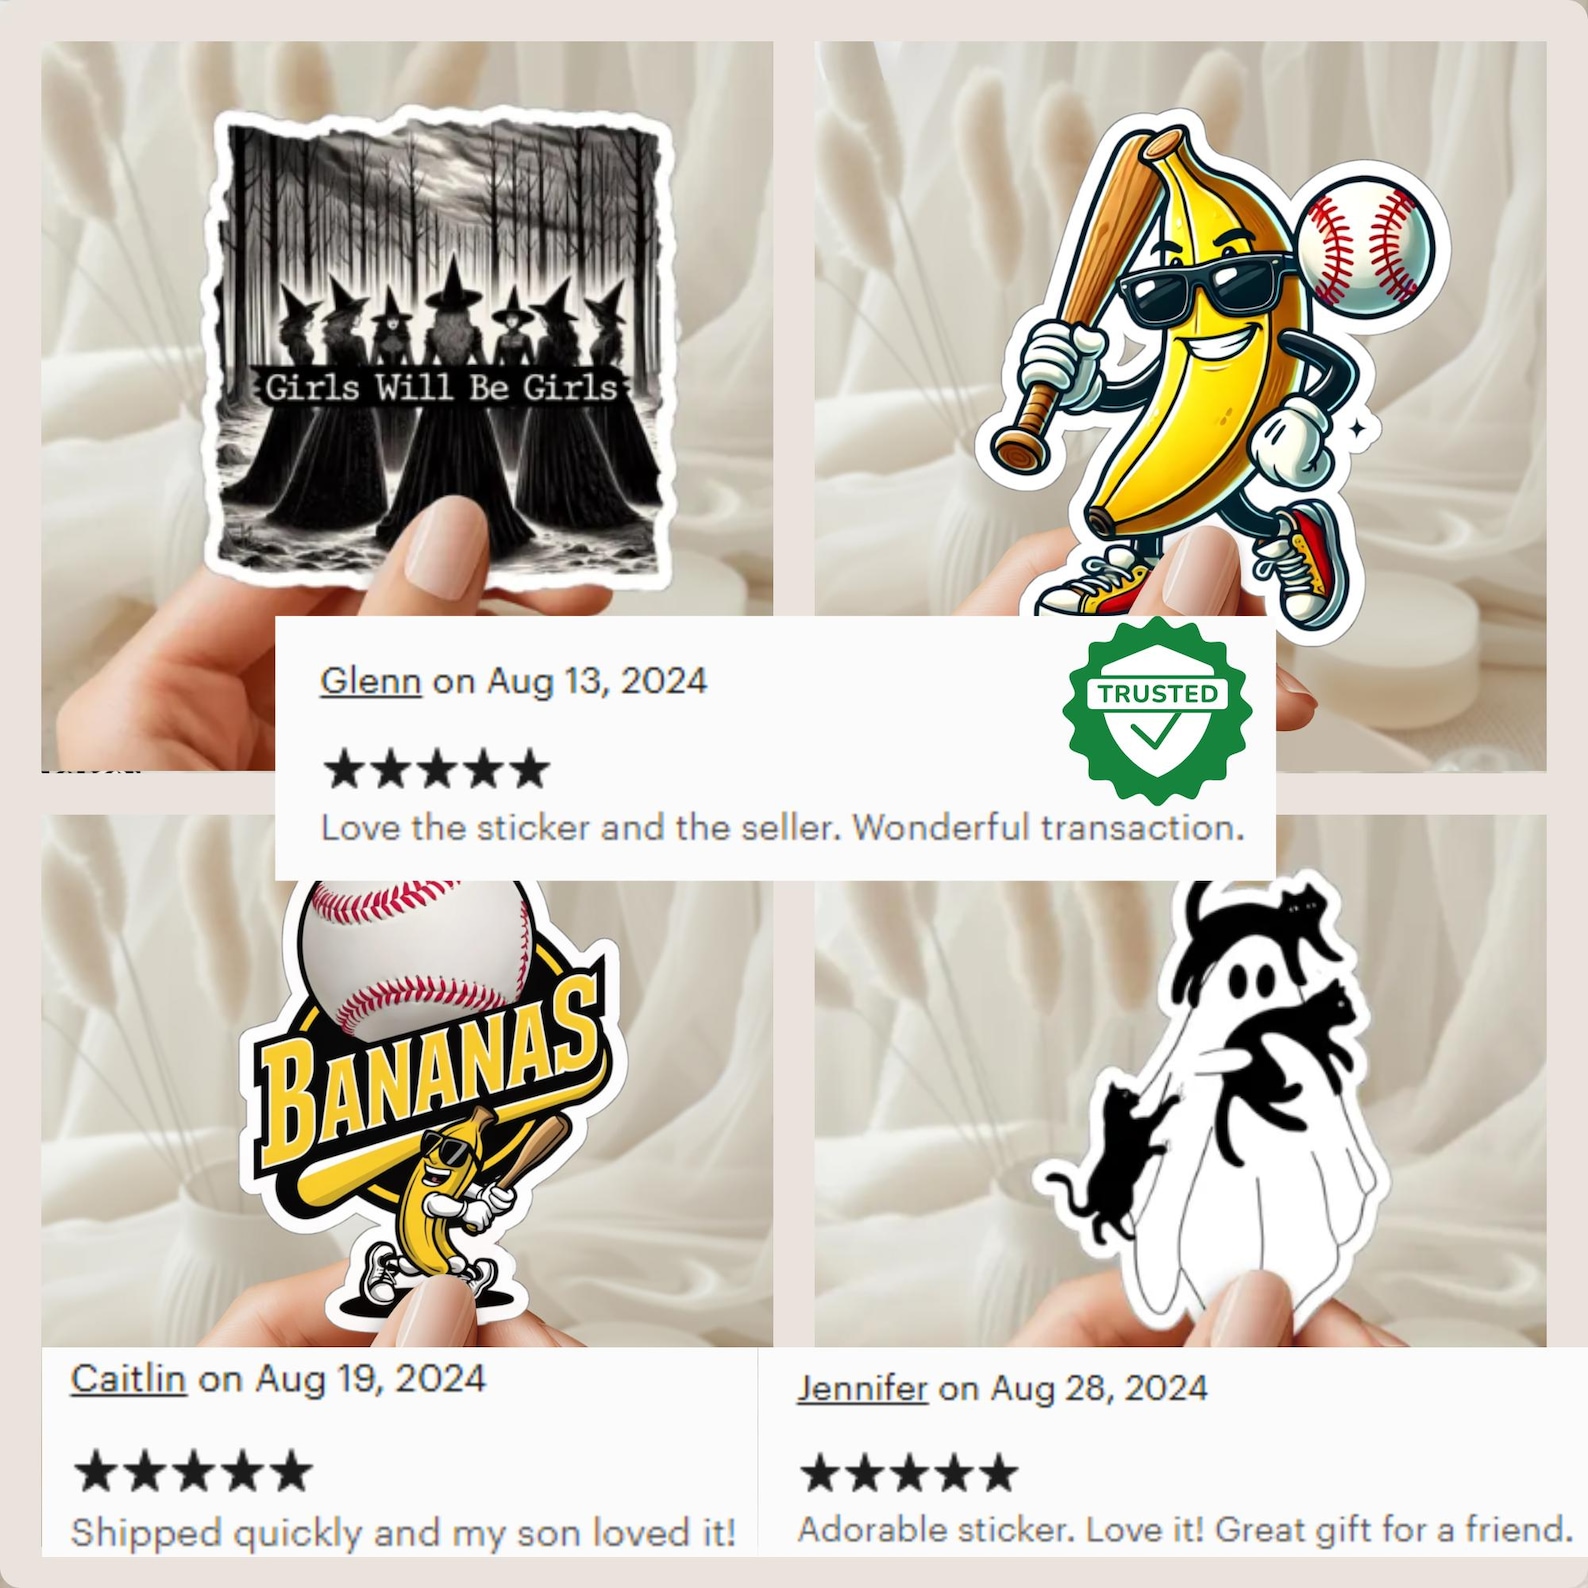 Girls Will Be Girls
Glenn on Aug 13, 2024
TRUSTED
Love the sticker and the seller. Wonderful transaction.
BANANAS
Caitlin on Aug 19, 2024
Shipped quickly and my son loved it!
Jennifer on Aug 28, 2024
Adorable sticker. Love it! Great gift for a friend.